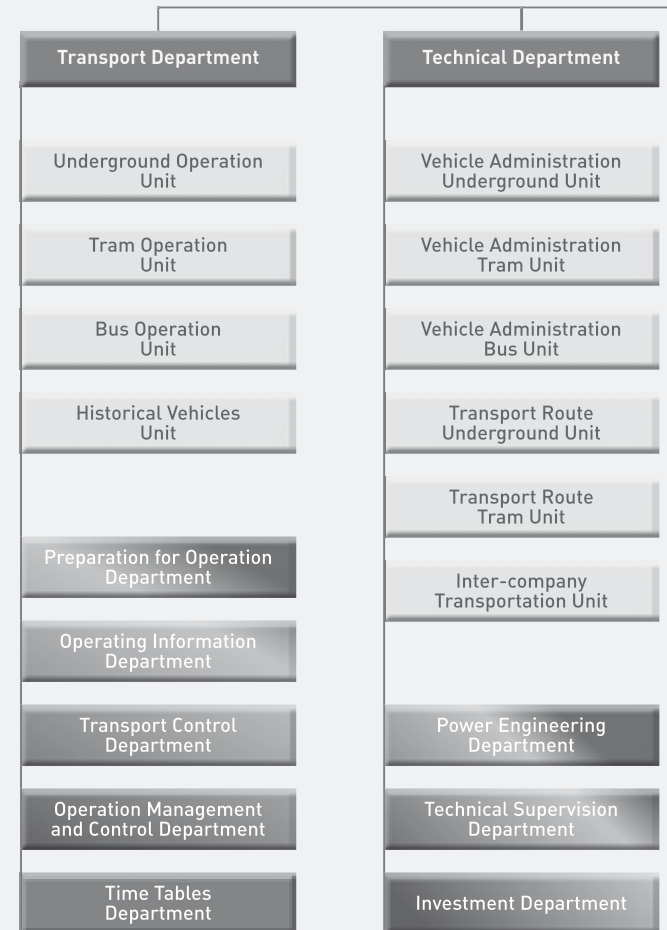 Transport Department
Underground Operation
Unit
Tram Operation
Unit
Bus Operation
Unit
Historical Vehicles
Unit
Preparation for Operation
Department
Operating Information
Department
Transport Control
Department
Operation Management
and Control Department
Time Tables
Department
Technical Department
Vehicle Administration
Underground Unit
Vehicle Administration
Tram Unit
Vehicle Administration
Bus Unit
Transport Route
Underground Unit
Transport Route
Tram Unit
Inter-company
Transportation Unit
Power Engineering
Department
Technical Supervision
Department
Investment Department